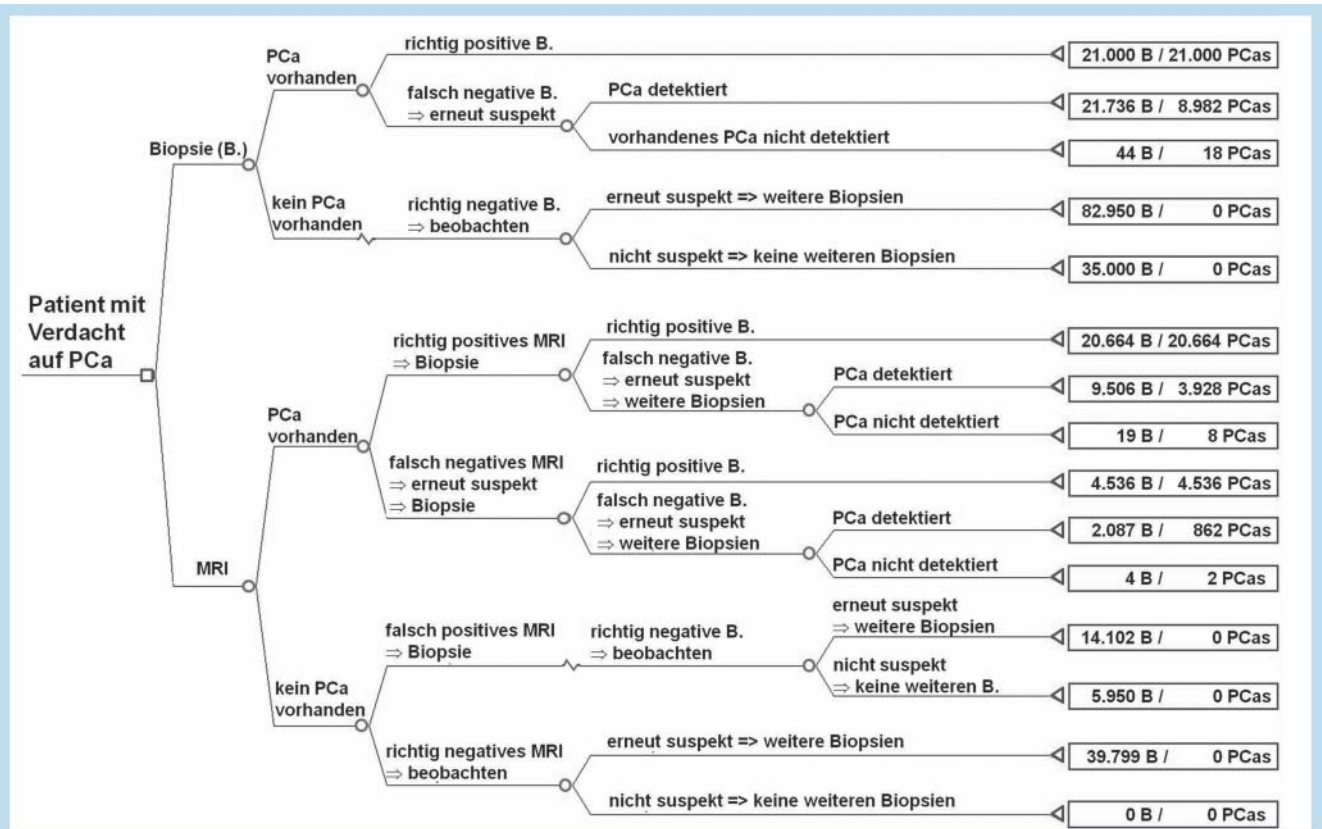 richtig positive B.
21.000 B / 21.000 PCas
PCa
vorhanden
falsch negative B.
⇒ erneut suspekt
PCa detektiert
21.736 B / 8.982 PCas
vorhandenes PCa nicht detektiert
44 B / 18 PCas
Biopsie (B.)
kein PCa
vorhanden
richtig negative B.
⇒ beobachten
erneut suspekt => weitere Biopsien
82.950 B / 0 PCas
nicht suspekt => keine weiteren Biopsien
35.000 B / 0 PCas
Patient mit
Verdacht
auf PCa
richtig positives MRI
⇒ Biopsie
richtig positive B.
20.664 B / 20.664 PCas
falsch negative B.
⇒ erneut suspekt
⇒ weitere Biopsien
PCa detektiert
9.506 B / 3.928 PCas
PCa nicht detektiert
19 B / 8 PCas
PCa
vorhanden
falsch negatives MRI
⇒ erneut suspekt
⇒ Biopsie
richtig positive B.
4.536 B / 4.536 PCas
falsch negative B.
⇒ erneut suspekt
⇒ weitere Biopsien
PCa detektiert
2.087 B / 862 PCas
PCa nicht detektiert
4 B / 2 PCas
MRI
falsch positives MRI
⇒ Biopsie
richtig negative B.
⇒ beobachten
erneut suspekt
⇒ weitere Biopsien
14.102 B / 0 PCas
nicht suspekt
⇒ keine weiteren B.
5.950 B / 0 PCas
kein PCa
vorhanden
richtig negatives MRI
⇒ beobachten
erneut suspekt => weitere Biopsien
39.799 B / 0 PCas
nicht suspekt => keine weiteren Biopsien
0 B / 0 PCas